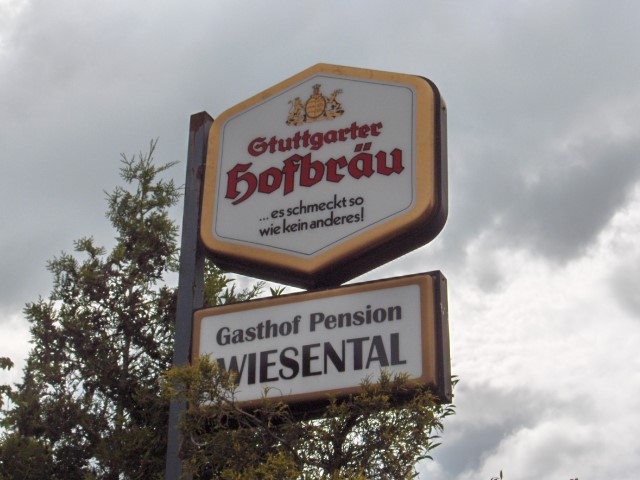 Stuttgarter
Hofbräu
...es schmeckt so
wie kein anderes!
Gasthof Pension
WIESENTAL